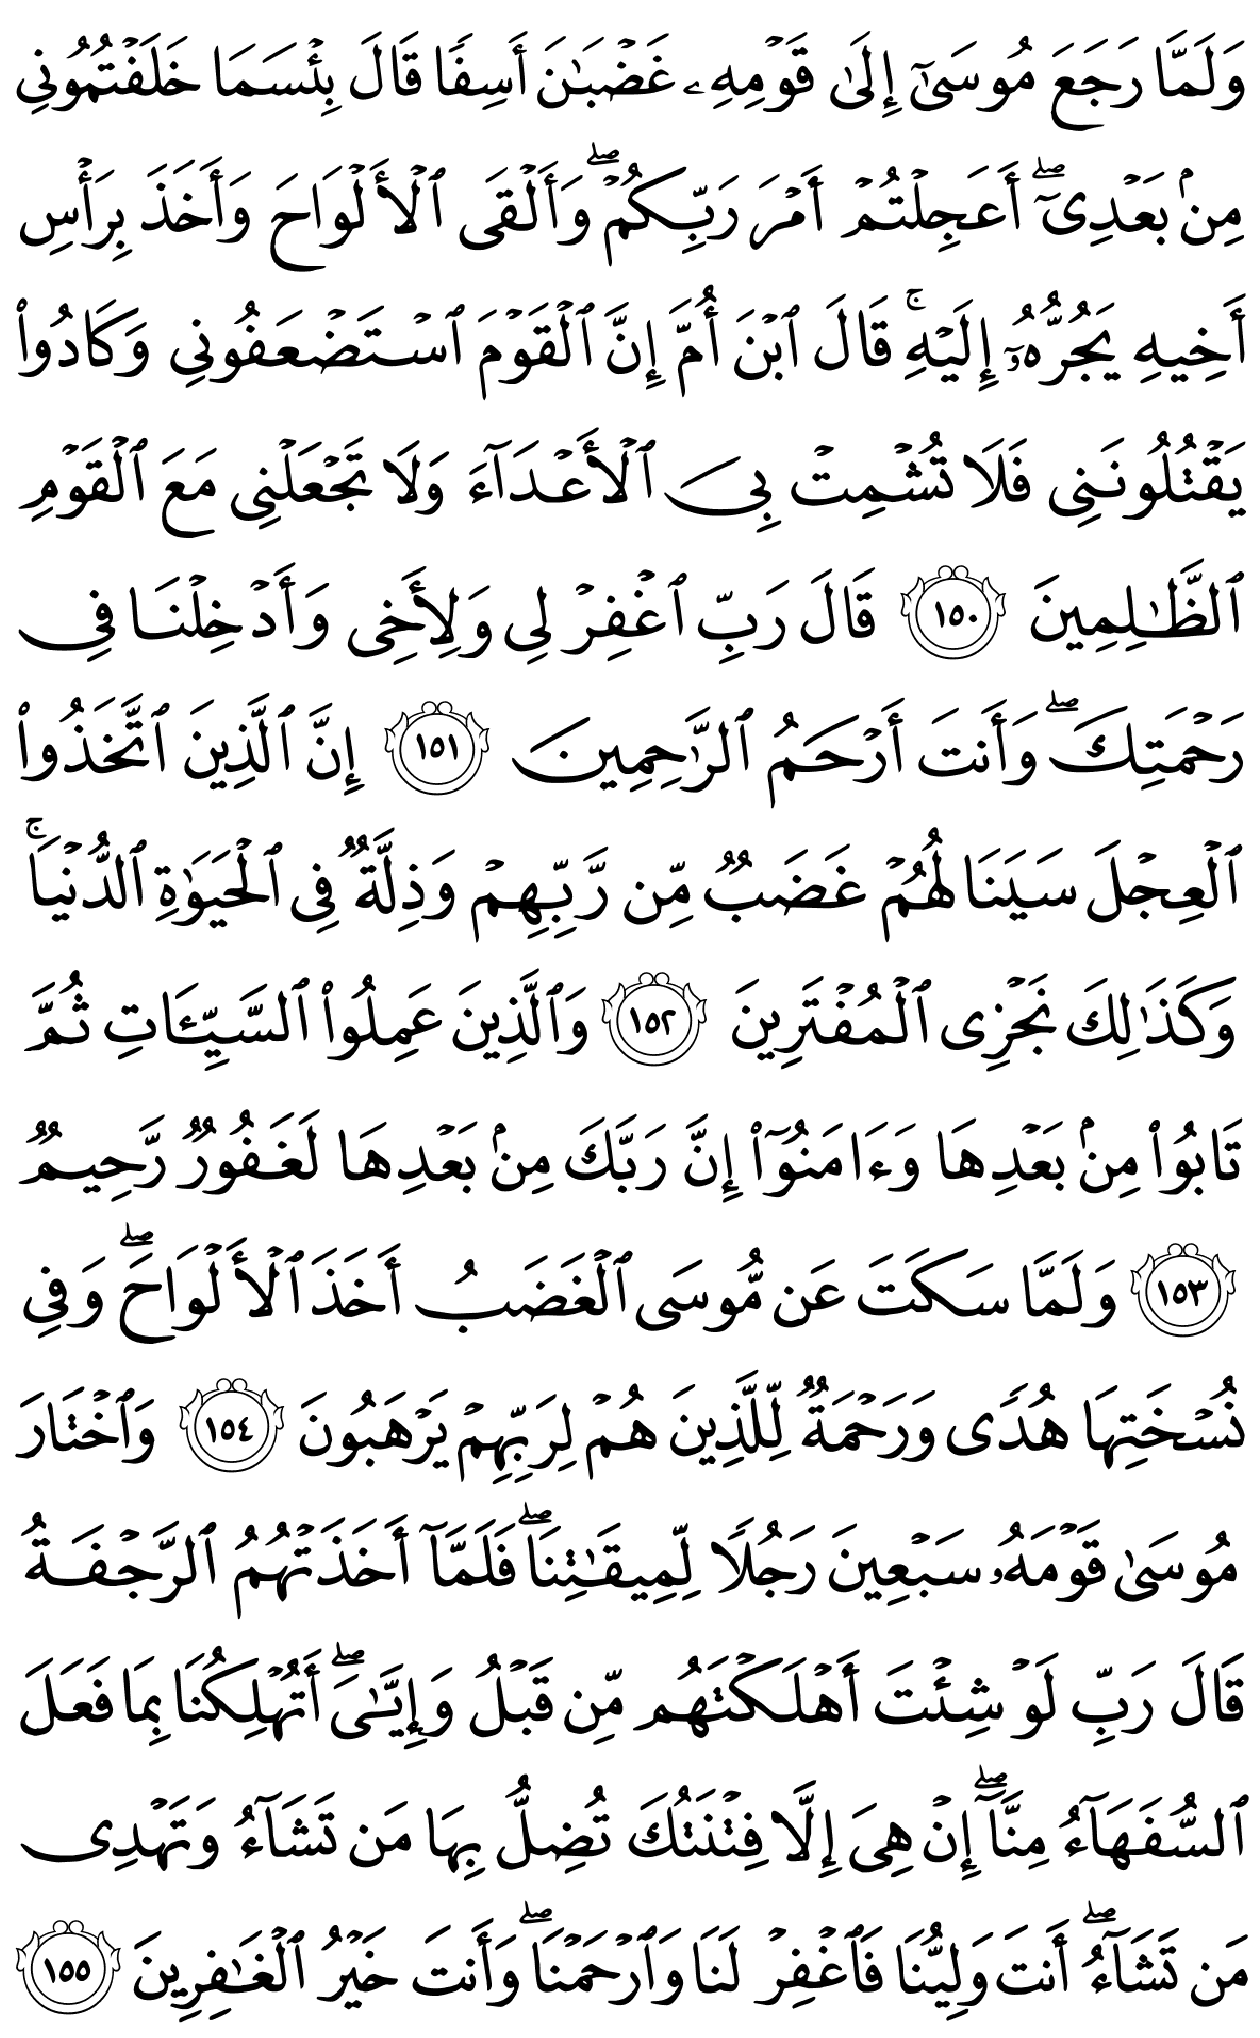 وَلَمَّا رَجَعَ مُوسَىٰٓ إِلَىٰ قَوْمِهِۦ غَضْبَٰنَ أَسِفًا قَالَ بِئْسَمَا خَلَفْتُمُونِي
مِنۢ بَعْدِىٓ ۖ أَعَجِلْتُمْ أَمْرَ رَبِّكُمْ ۖ وَأَلْقَى ٱلْأَلْوَاحَ وَأَخَذَ بِرَأْسِ
أَخِيهِ يَجُرُّهُۥٓ إِلَيْهِ ۚ قَالَ ٱبْنَ أُمَّ إِنَّ ٱلْقَوْمَ ٱسْتَضْعَفُونِي وَكَادُوا۟
يَقْتُلُونَنِي فَلَا تُشْمِتْ بِىَ ٱلْأَعْدَآءَ وَلَا تَجْعَلْنِي مَعَ ٱلْقَوْمِ
ٱلظَّٰلِمِينَ ١٥٠ قَالَ رَبِّ ٱغْفِرْ لِي وَلِأَخِى وَأَدْخِلْنَا فِي
رَحْمَتِكَ ۖ وَأَنتَ أَرْحَمُ ٱلرَّٰحِمِينَ ١٥١ إِنَّ ٱلَّذِينَ ٱتَّخَذُوا۟
ٱلْعِجْلَ سَيَنَالُهُمْ غَضَبٌ مِّن رَّبِّهِمْ وَذِلَّةٌ فِى ٱلْحَيَوٰةِ ٱلدُّنْيَا ۚ
وَكَذَٰلِكَ نَجْزِى ٱلْمُفْتَرِينَ ١٥٢ وَٱلَّذِينَ عَمِلُوا۟ ٱلسَّيِّـَٔاتِ ثُمَّ
تَابُوا۟ مِنۢ بَعْدِهَا وَءَامَنُوٓا۟ إِنَّ رَبَّكَ مِنۢ بَعْدِهَا لَغَفُورٌ رَّحِيمٌ
١٥٣ وَلَمَّا سَكَتَ عَن مُّوسَى ٱلْغَضَبُ أَخَذَ ٱلْأَلْوَاحَ ۖ وَفِي
نُسْخَتِهَا هُدًى وَرَحْمَةٌ لِّلَّذِينَ هُمْ لِرَبِّهِمْ يَرْهَبُونَ ١٥٤ وَٱخْتَارَ
مُوسَىٰ قَوْمَهُۥ سَبْعِينَ رَجُلًا لِّمِيقَٰتِنَا ۖ فَلَمَّآ أَخَذَتْهُمُ ٱلرَّجْفَةُ
قَالَ رَبِّ لَوْ شِئْتَ أَهْلَكْتَهُم مِّن قَبْلُ وَإِيَّٰىَ ۖ أَتُهْلِكُنَا بِمَا فَعَلَ
ٱلسُّفَهَآءُ مِنَّآ ۖ إِنْ هِىَ إِلَّا فِتْنَتُكَ تُضِلُّ بِهَا مَن تَشَآءُ وَتَهْدِى
مَن تَشَآءُ ۖ أَنتَ وَلِيُّنَا فَٱغْفِرْ لَنَا وَٱرْحَمْنَا ۖ وَأَنتَ خَيْرُ ٱلْغَٰفِرِينَ ١٥٥